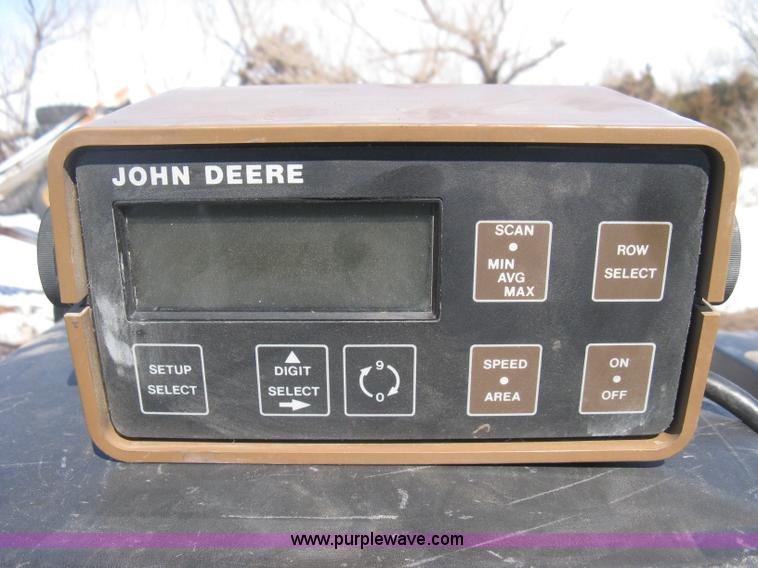 JOHN DEERE
SCAN
MIN
AVG
MAX
ROW
SELECT
SETUP
SELECT
DIGIT
SELECT
9
0
SPEED
AREA
ON
OFF
www.purplewave.com